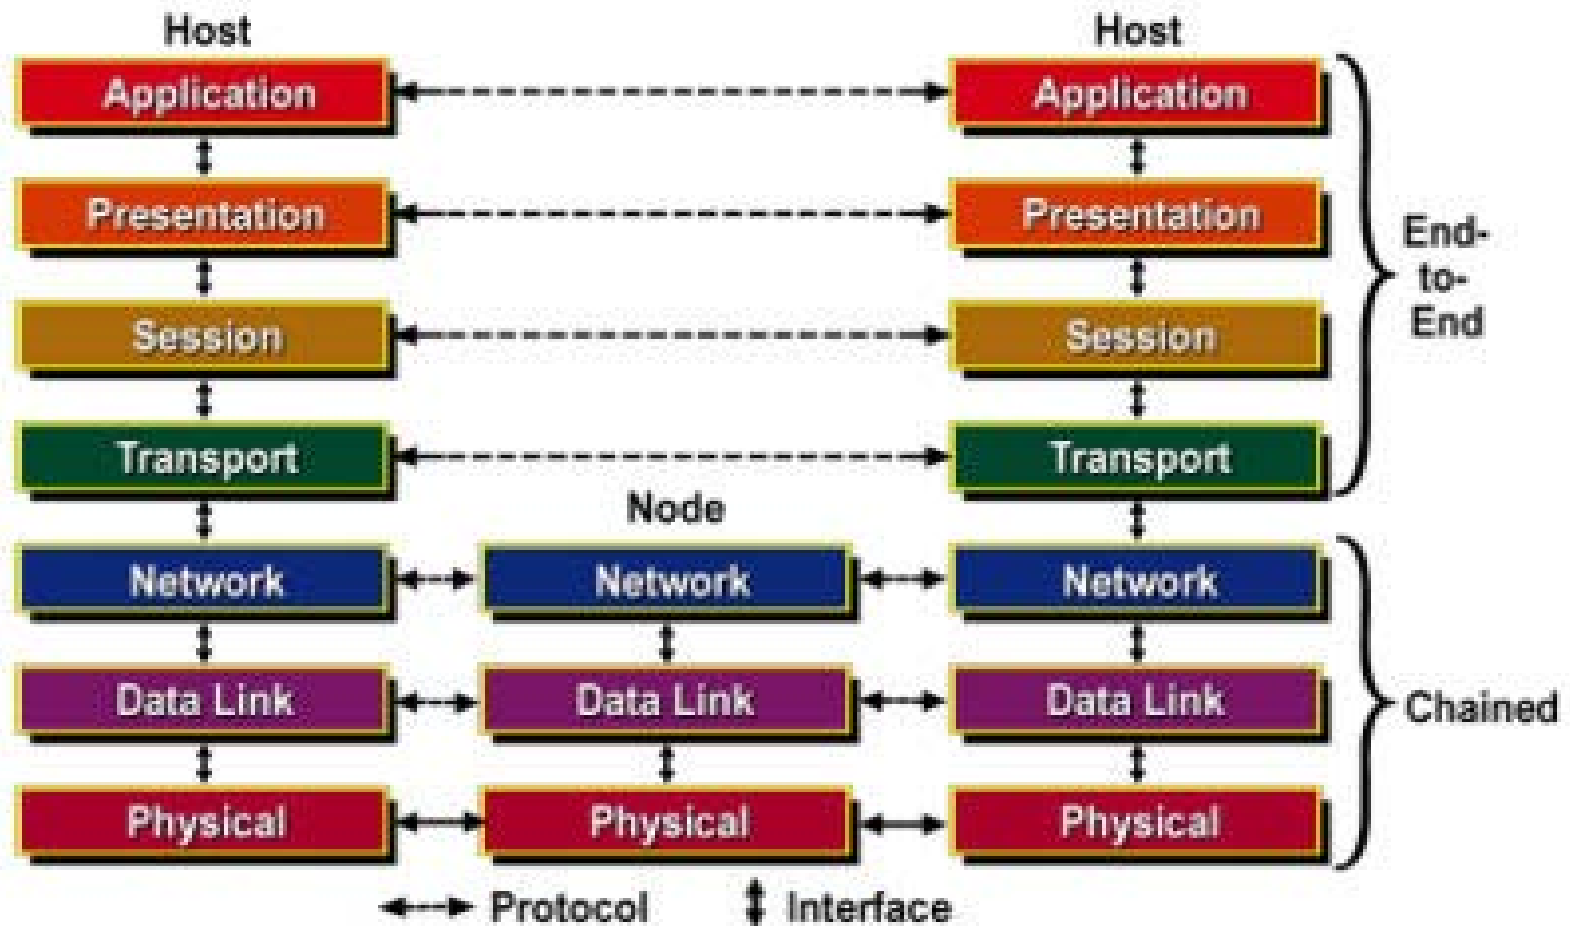 Host Host
Application Application
Presentation Presentation
End-
to-
End
Session Session
Transport Transport
Node
Network Network Network
Data Link Data Link Data Link
Chained
Physical Physical Physical
Protocol Interface